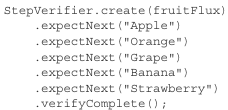 StepVerifier.create(fruitFlux)
    .expectNext("Apple")
    .expectNext("Orange")
    .expectNext("Grape")
    .expectNext("Banana")
    .expectNext("Strawberry")
    .verifyComplete();